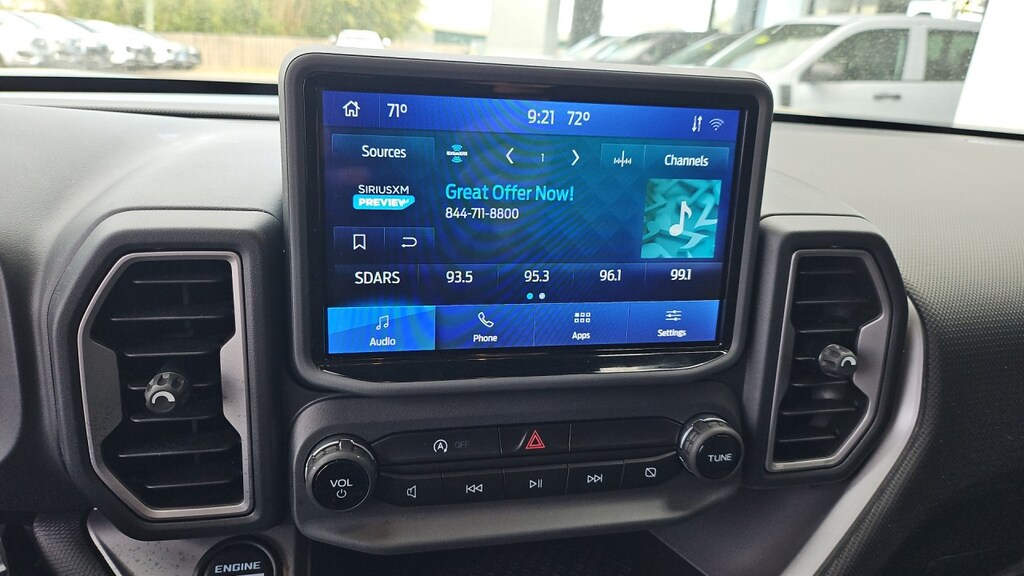 71°
9:21 72°
Sources
1
Channels
SIRIUSXM
PREVIEW
Great Offer Now!
844-711-8800
SDARS 93.5 95.3 96.1 99.1
Audio
Phone
Apps
Settings
A OFF
VOL
TUNE
ENGINE